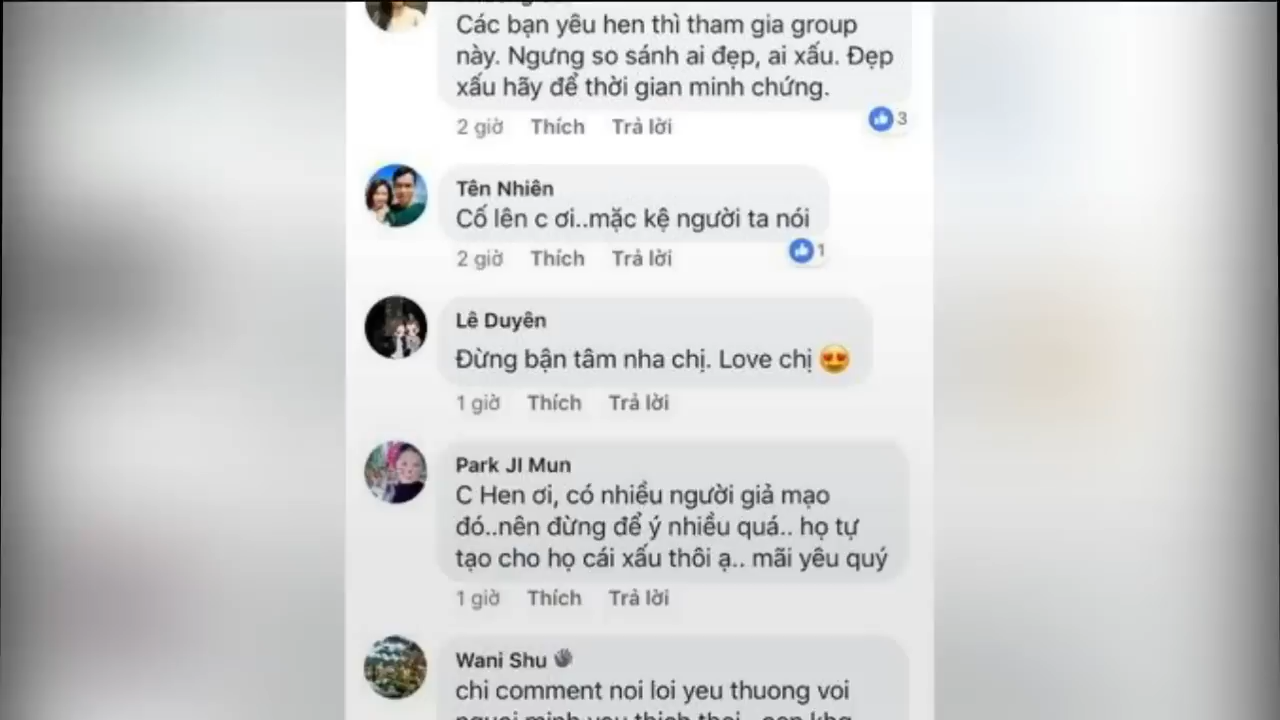 Các bạn yêu hen thì tham gia group
này. Ngưng so sánh ai đẹp, ai xấu. Đẹp
xấu hãy để thời gian minh chứng.
2 giờ Thích Trả lời 3
Tên Nhiên
Cố lên c ơi..mặc kệ người ta nói
2 giờ Thích Trả lời 1
Lê Duyên
Đừng bận tâm nha chị. Love chị 😍
1 giờ Thích Trả lời
Park JI Mun
C Hen ơi, có nhiều người giả mạo
đó..nên đừng để ý nhiều quá.. họ tự
tạo cho họ cái xấu thôi ạ.. mãi yêu quý
1 giờ Thích Trả lời
Wani Shu
chi comment noi loi yeu thuong voi